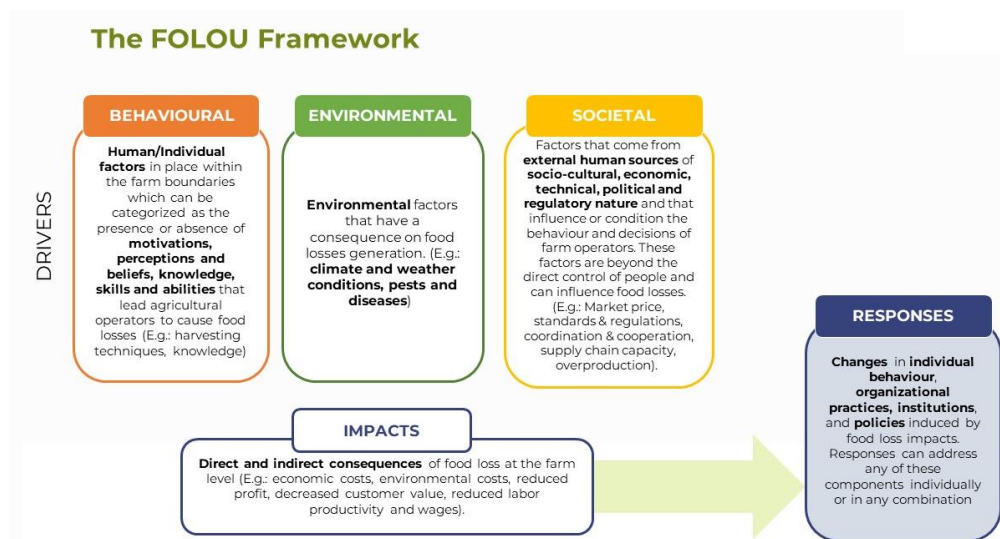 The FOLOU Framework
DRIVERS
BEHAVIOURAL
Human/Individual
factors in place within
the farm boundaries
which can be
categorized as the
presence or absence of
motivations,
perceptions and
beliefs, knowledge,
skills and abilities that
lead agricultural
operators to cause food
losses (E.g.: harvesting
techniques, knowledge)
ENVIRONMENTAL
Environmental factors
that have a
consequence on food
losses generation. (E.g.:
climate and weather
conditions, pests and
diseases)
SOCIETAL
Factors that come from
external human sources of
socio-cultural, economic,
technical, political and
regulatory nature and that
influence or condition the
behaviour and decisions of
farm operators. These
factors are beyond the
direct control of people and
can influence food losses.
(E.g.: Market price,
standards & regulations,
coordination & cooperation,
supply chain capacity,
overproduction).
IMPACTS
Direct and indirect consequences of food loss at the farm
level (E.g.: economic costs, environmental costs, reduced
profit, decreased customer value, reduced labor
productivity and wages).
RESPONSES
Changes in individual
behaviour,
organizational
practices, institutions,
and policies induced by
food loss impacts.
Responses can address
any of these
components individually
or in any combination